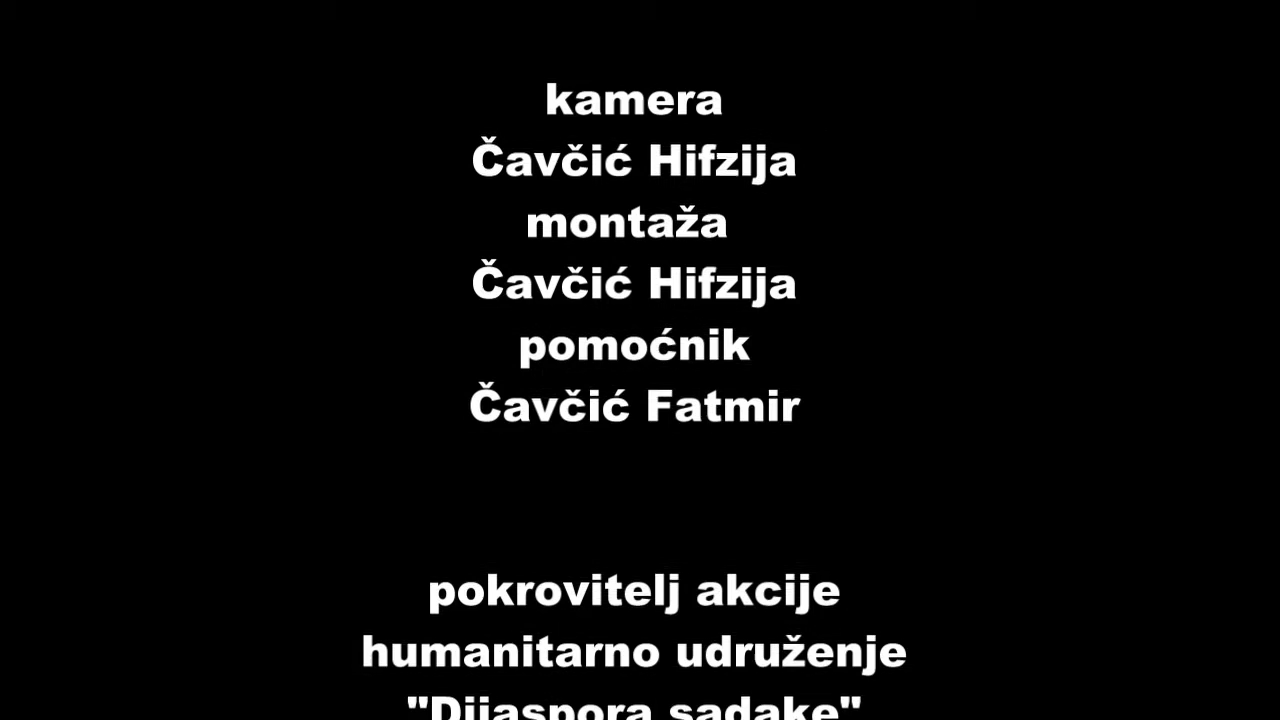 kamera
Čavčić Hifzija
montaža
Čavčić Hifzija
pomoćnik
Čavčić Fatmir
pokrovitelj akcije
humanitarno udruženje
"Dijaspora sadake"